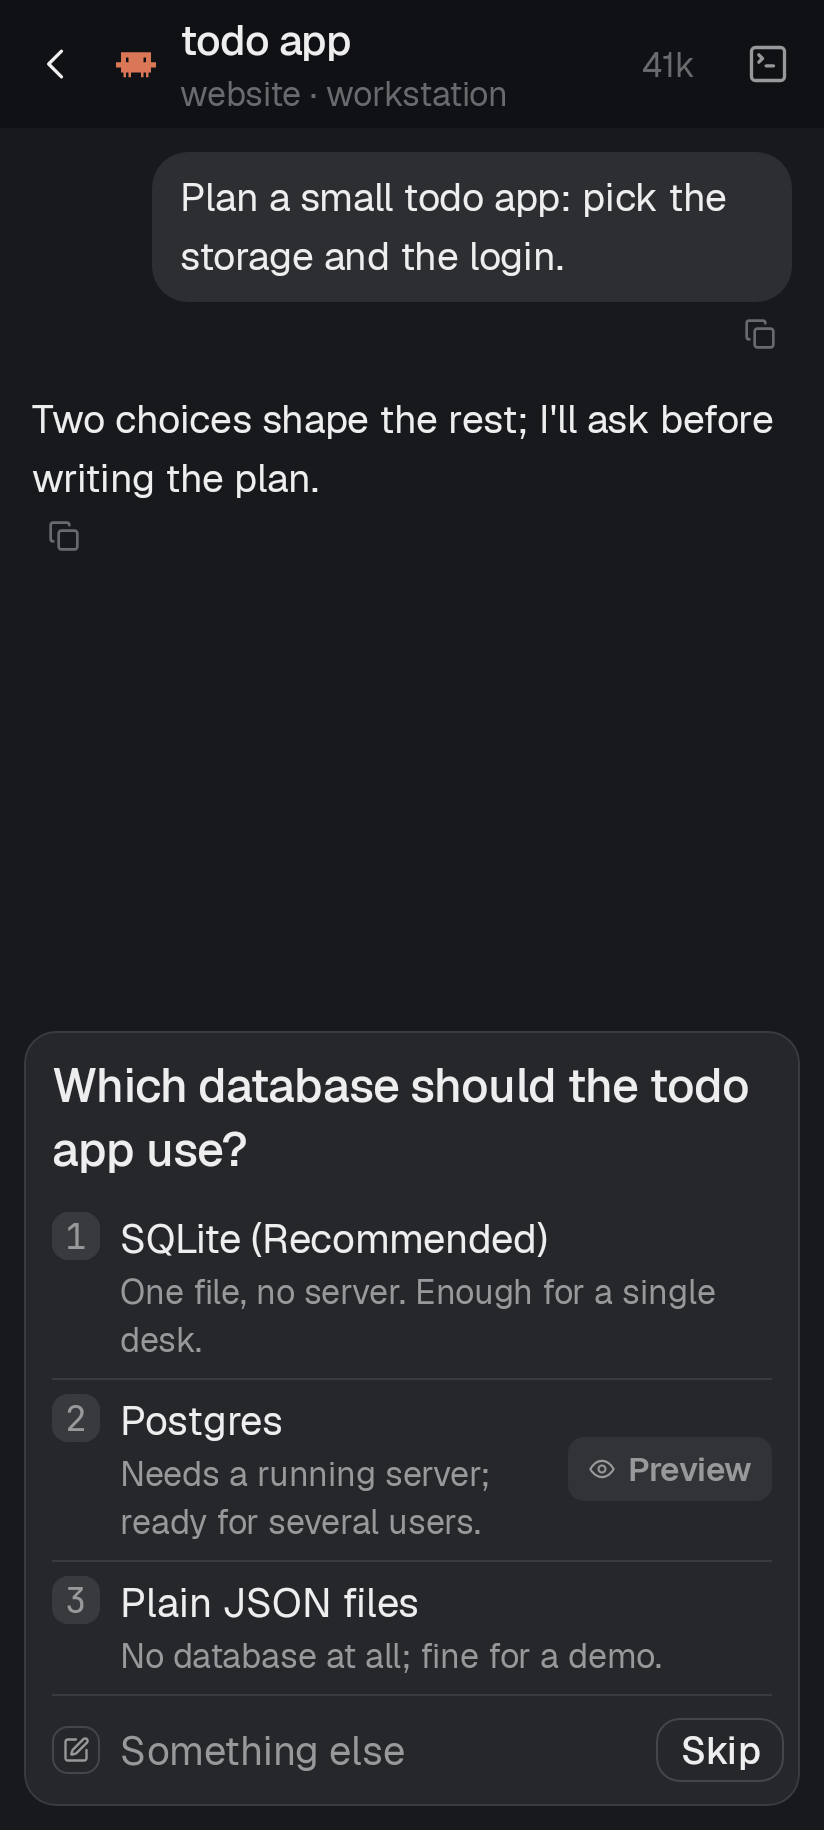 todo app
website · workstation
41k
Plan a small todo app: pick the
storage and the login.
Two choices shape the rest; I'll ask before
writing the plan.
Which database should the todo
app use?
1 SQLite (Recommended)
One file, no server. Enough for a single
desk.
2 Postgres
Needs a running server;
ready for several users.
Preview
3 Plain JSON files
No database at all; fine for a demo.
Something else
Skip